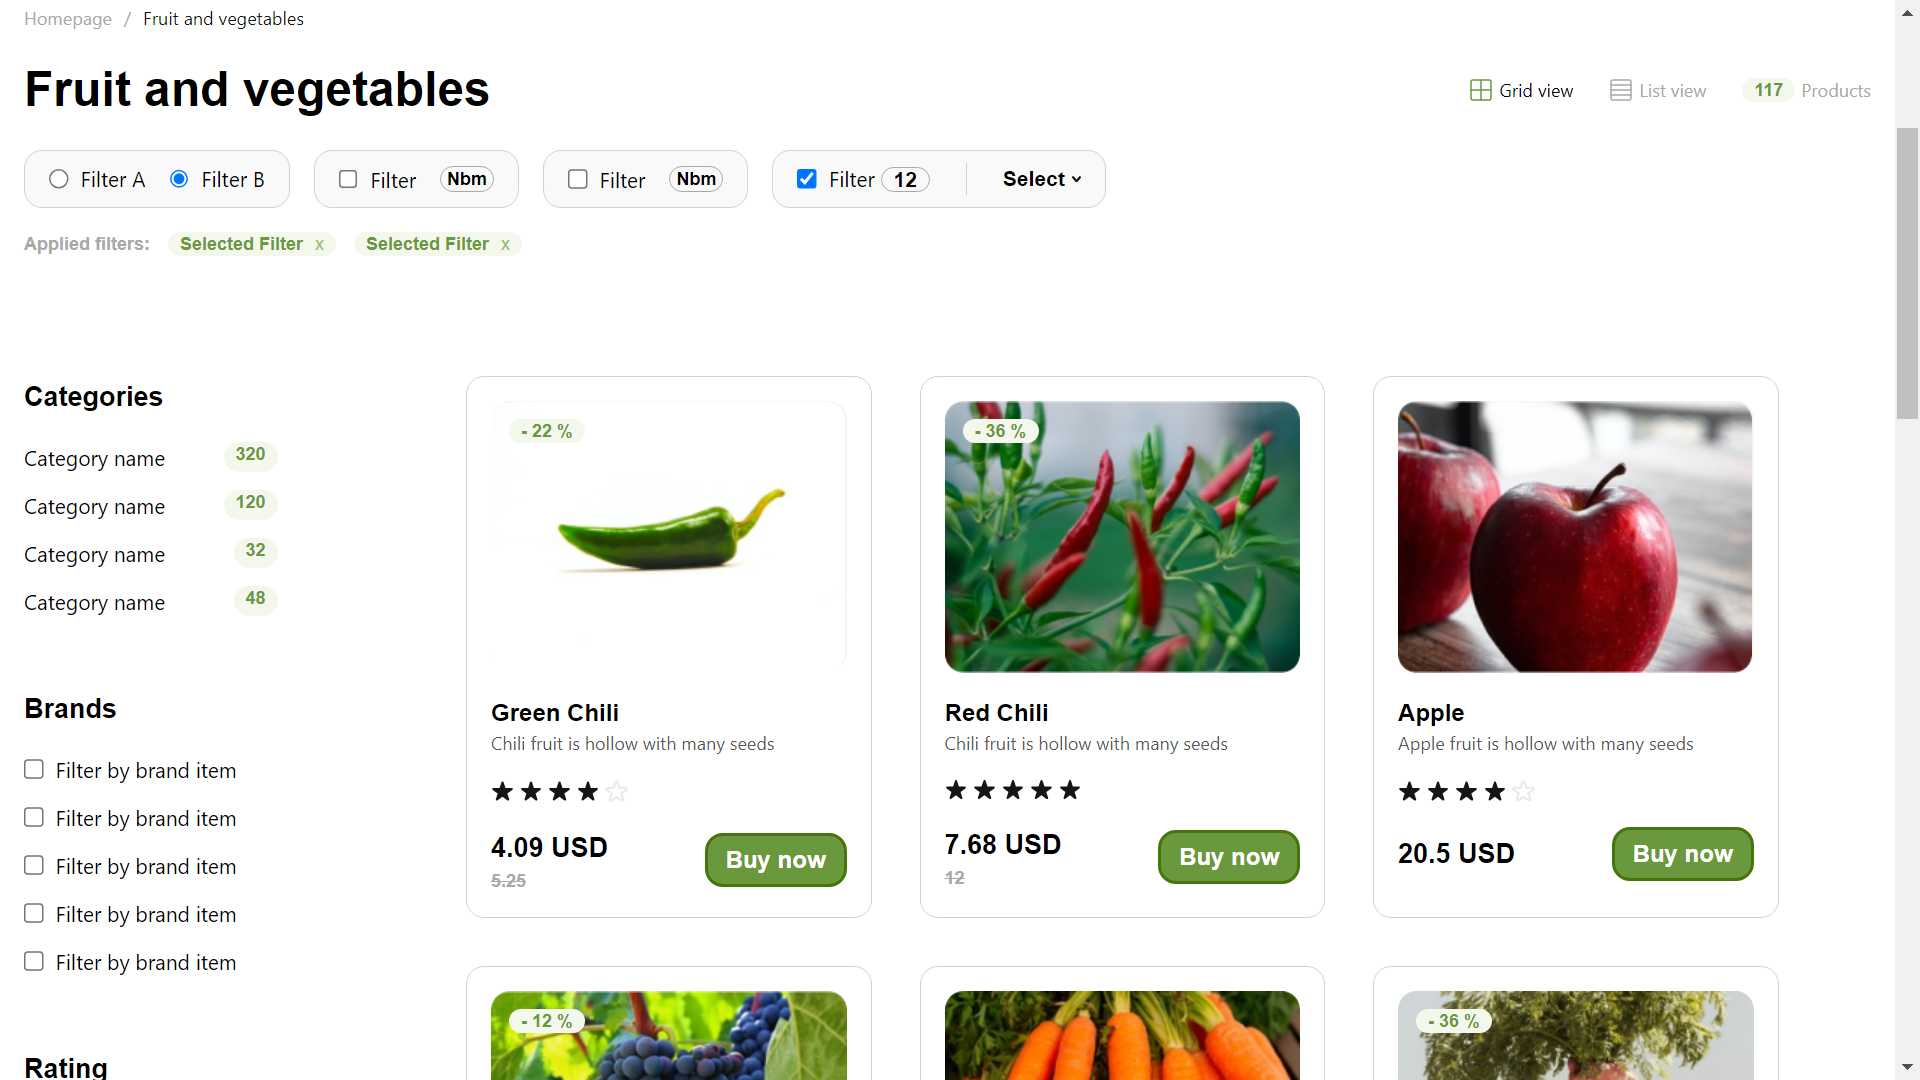 Homepage / Fruit and vegetables
Fruit and vegetables
Grid view
List view
117 Products
Filter A
Filter B
Filter Nbm
Filter Nbm
Filter 12
Select
Applied filters: Selected Filter x Selected Filter x
Categories
Category name 320
Category name 120
Category name 32
Category name 48
Brands
Filter by brand item
Filter by brand item
Filter by brand item
Filter by brand item
Filter by brand item
Rating
- 22 %
Green Chili
Chili fruit is hollow with many seeds
4.09 USD
5.25
Buy now
- 36 %
Red Chili
Chili fruit is hollow with many seeds
7.68 USD
12
Buy now
Apple
Apple fruit is hollow with many seeds
20.5 USD
Buy now
- 12 %
- 36 %